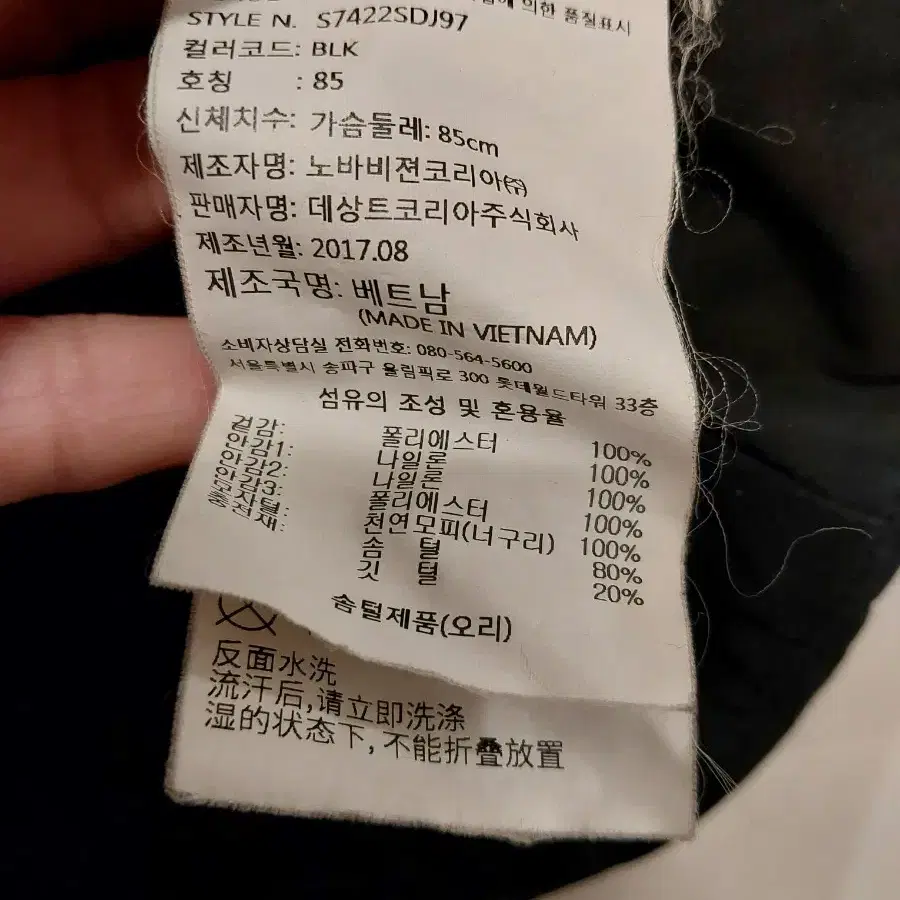 의한 품질표시
STYLE N. S7422SDJ97
컬러코드: BLK
호칭 : 85
신체치수: 가슴둘레: 85cm
제조자명: 노바비젼코리아㈜
판매자명: 데상트코리아주식회사
제조년월: 2017.08
제조국명: 베트남
(MADE IN VIETNAM)
소비자상담실 전화번호: 080-564-5600
서울특별시 송파구 올림픽로 300 롯데월드타워 33층
섬유의 조성 및 혼용율
겉감: 폴리에스터 100%
안감1: 나일론 100%
안감2: 나일론 100%
안감3: 폴리에스터 100%
모자털: 천연모피(너구리) 100%
충전재: 솜 털 80%
깃 털 20%
솜털제품(오리)
反面水洗
流汗后,请立即洗涤
湿的状态下,不能折叠放置